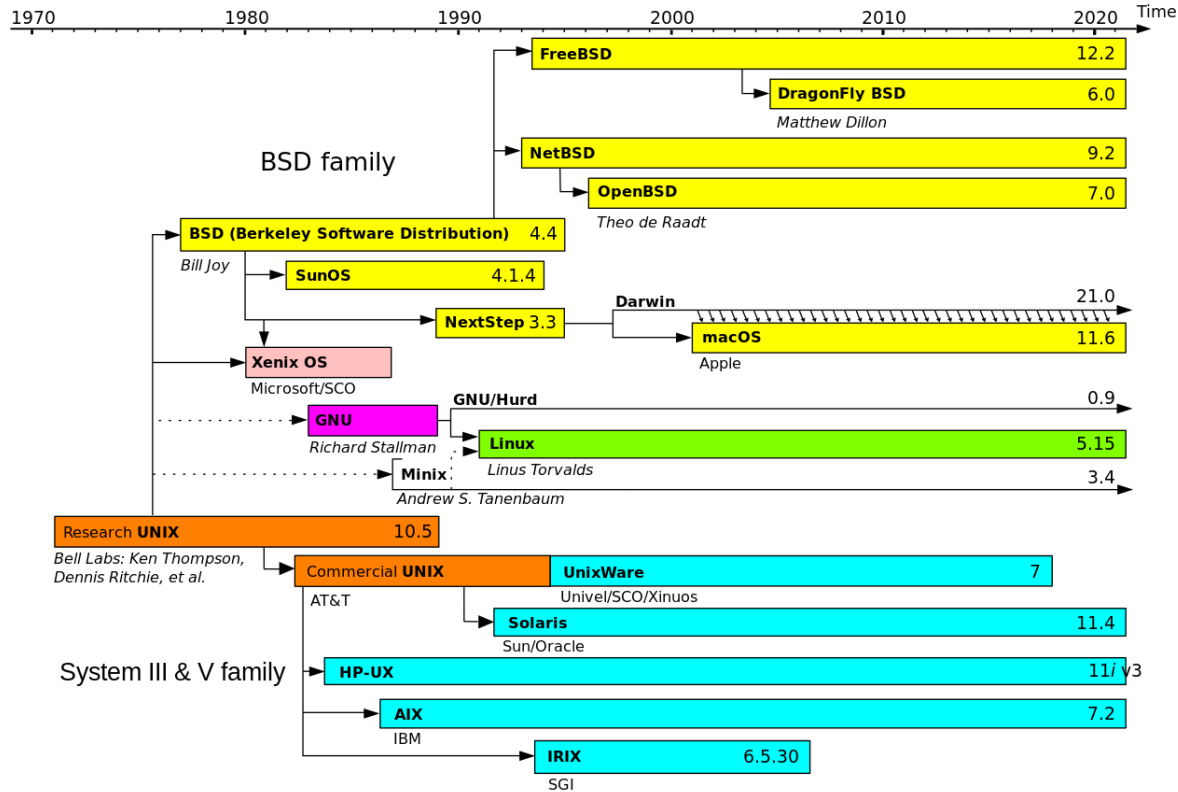 1970 1980 1990 2000 2010 2020 Time
FreeBSD 12.2
DragonFly BSD 6.0
Matthew Dillon
BSD family
NetBSD 9.2
OpenBSD 7.0
Theo de Raadt
BSD (Berkeley Software Distribution) 4.4
Bill Joy
SunOS 4.1.4
Darwin 21.0
NextStep 3.3
macOS 11.6
Apple
Xenix OS
Microsoft/SCO
GNU/Hurd 0.9
GNU
Richard Stallman
Linux 5.15
Linus Torvalds
Minix 3.4
Andrew S. Tanenbaum
Research UNIX 10.5
Bell Labs: Ken Thompson,
Dennis Ritchie, et al.
Commercial UNIX
AT&T
UnixWare 7
Univel/SCO/Xinuos
Solaris 11.4
Sun/Oracle
System III & V family
HP-UX 11i v3
AIX 7.2
IBM
IRIX 6.5.30
SGI